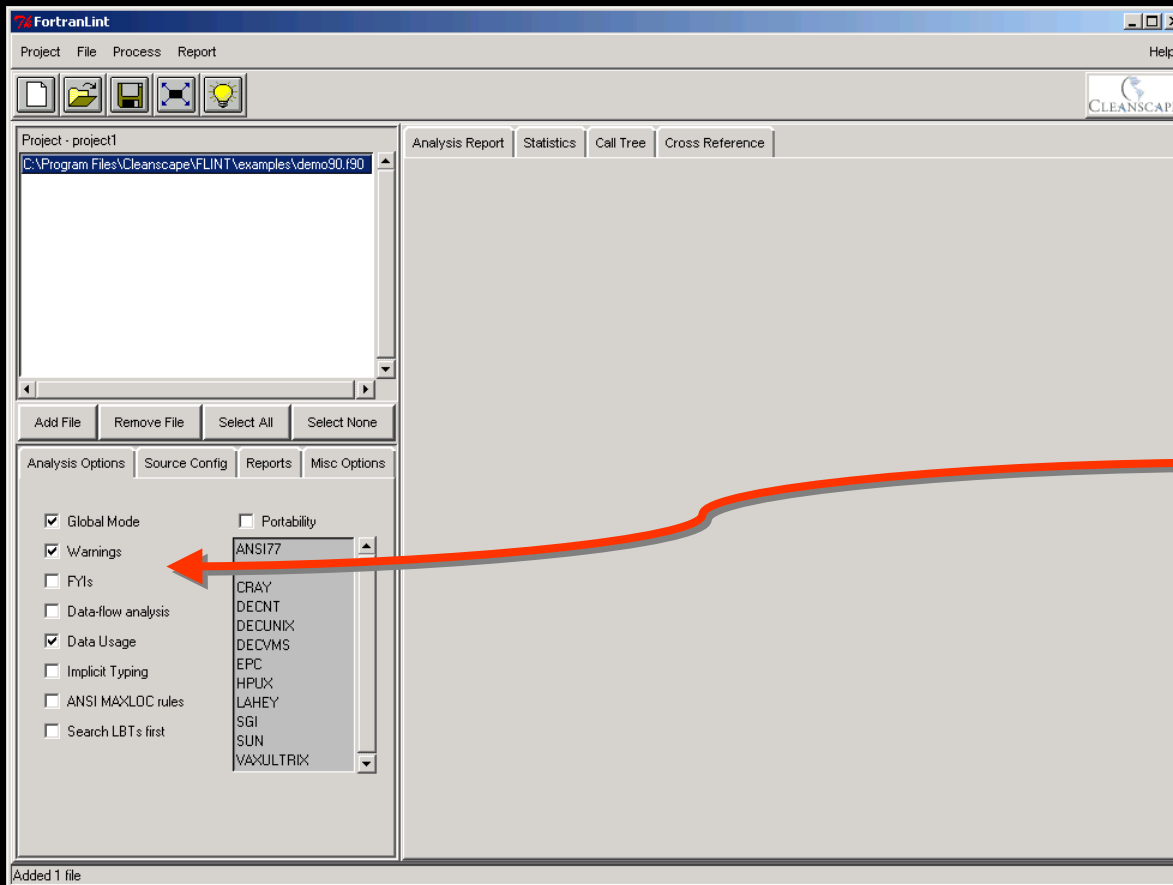 FortranLint
Project File Process Report Help
CLEANSCAPE
Project - project1
C:\Program Files\Cleanscape\FLINT\examples\demo90.f90
Add File Remove File Select All Select None
Analysis Options Source Config Reports Misc Options
Global Mode
Warnings
FYIs
Data-flow analysis
Data Usage
Implicit Typing
ANSI MAXLOC rules
Search LBTs first
Portability
ANSI77
CRAY
DECNT
DECUNIX
DECVMS
EPC
HPUX
LAHEY
SGI
SUN
VAXULTRIX
Analysis Report Statistics Call Tree Cross Reference
Added 1 file